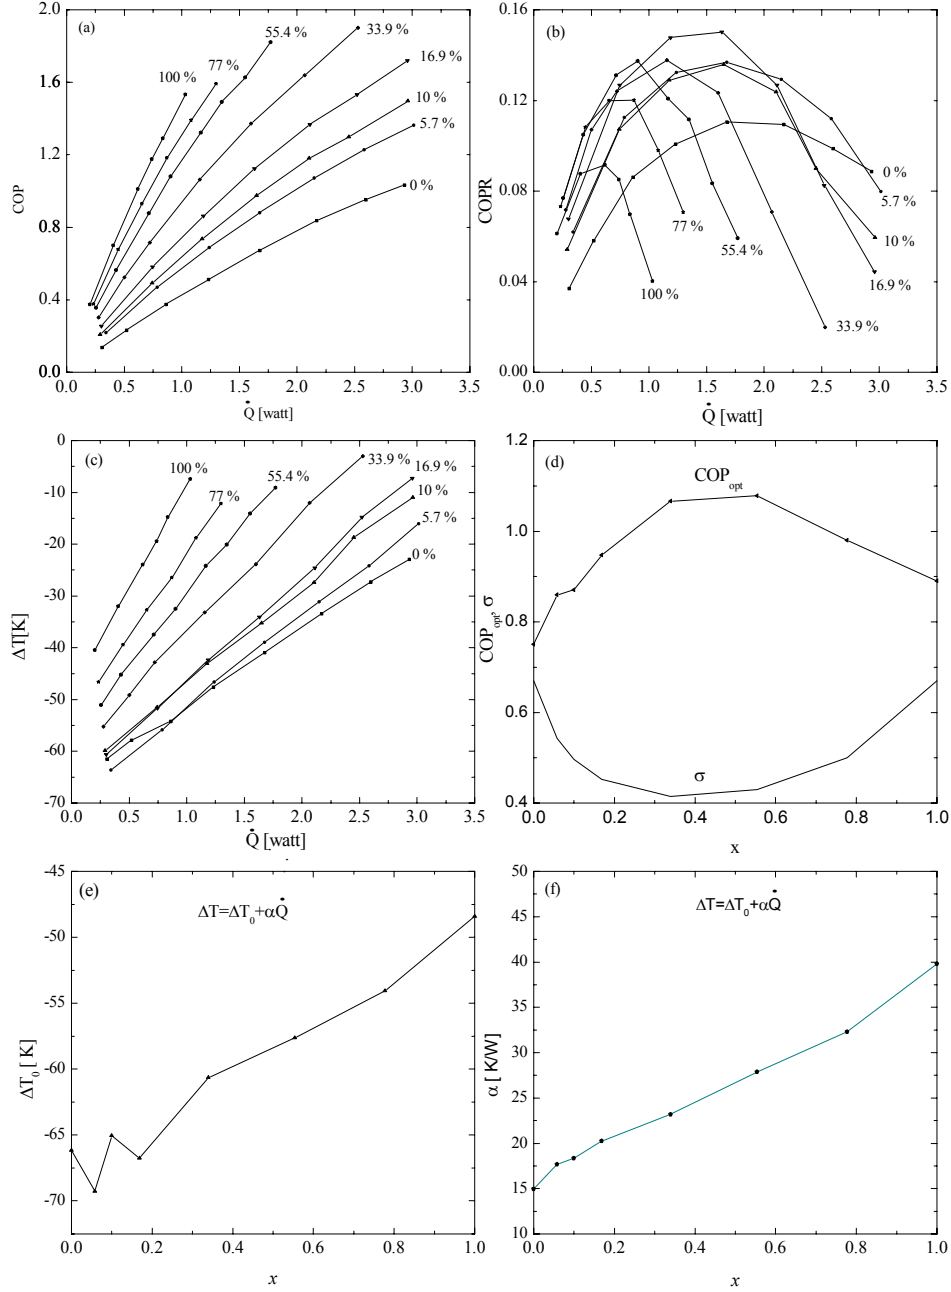 (a)
100 %
77 %
55.4 %
33.9 %
16.9 %
10 %
5.7 %
0 %
2.0
1.6
1.2
0.8
0.4
0.0
COP
0.0 0.5 1.0 1.5 2.0 2.5 3.0 3.5
Q̇ [watt]
(b)
0.16
0.12
0.08
0.04
0.00
COPR
0 %
5.7 %
10 %
16.9 %
33.9 %
55.4 %
77 %
100 %
0.0 0.5 1.0 1.5 2.0 2.5 3.0 3.5
Q̇ [watt]
(c)
100 %
77 %
55.4 %
33.9 %
16.9 %
10 %
5.7 %
0 %
0
-10
-20
-30
-40
-50
-60
-70
ΔT[K]
0.0 0.5 1.0 1.5 2.0 2.5 3.0 3.5
Q̇ [watt]
(d)
COPopt
σ
1.2
1.0
0.8
0.6
0.4
COPopt, σ
0.0 0.2 0.4 0.6 0.8 1.0
x
(e)
ΔT=ΔT0+αQ̇
-45
-50
-55
-60
-65
-70
ΔT0 [ K]
0.0 0.2 0.4 0.6 0.8 1.0
x
(f)
ΔT=ΔT0+αQ̇
50
45
40
35
30
25
20
15
10
α [ K/W]
0.0 0.2 0.4 0.6 0.8 1.0
x